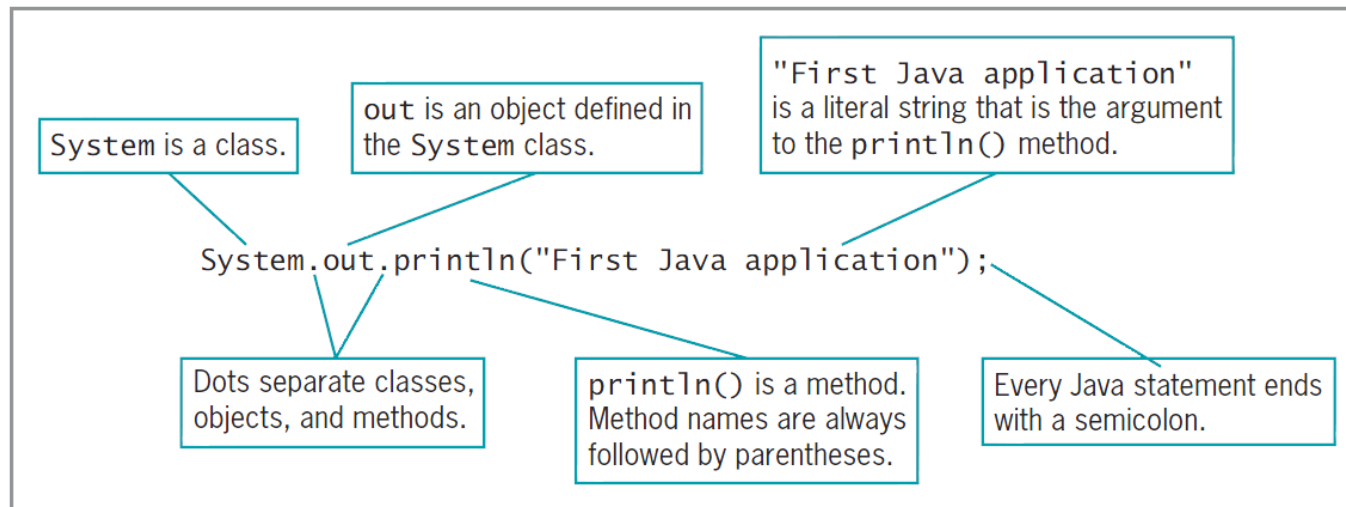 "First Java application"
is a literal string that is the argument
to the println() method.
out is an object defined in
the System class.
System is a class.
System.out.println("First Java application");
Dots separate classes,
objects, and methods.
println() is a method.
Method names are always
followed by parentheses.
Every Java statement ends
with a semicolon.